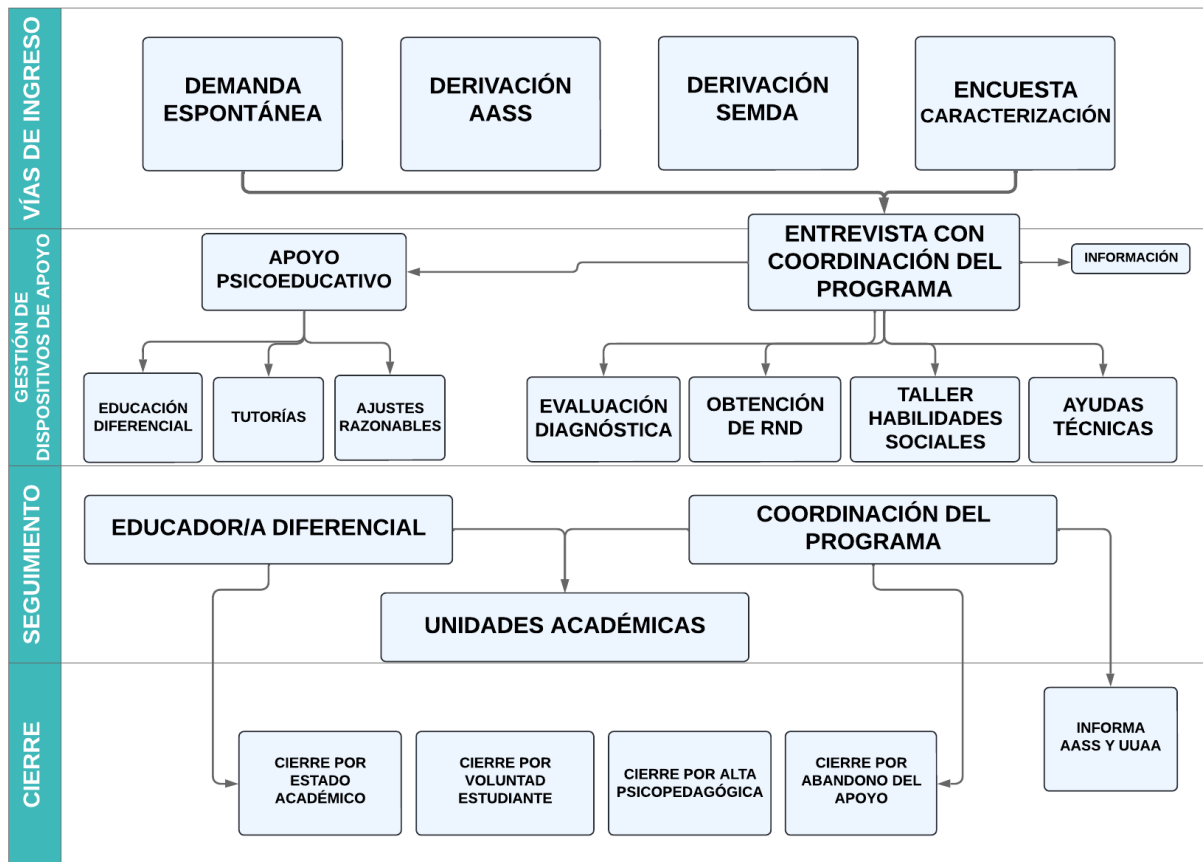 VÍAS DE INGRESO
DEMANDA
ESPONTÁNEA
DERIVACIÓN
AASS
DERIVACIÓN
SEMDA
ENCUESTA
CARACTERIZACIÓN
GESTIÓN DE
DISPOSITIVOS DE APOYO
APOYO
PSICOEDUCATIVO
ENTREVISTA CON
COORDINACIÓN DEL
PROGRAMA
INFORMACIÓN
EDUCACIÓN
DIFERENCIAL
TUTORÍAS
AJUSTES
RAZONABLES
EVALUACIÓN
DIAGNÓSTICA
OBTENCIÓN
DE RND
TALLER
HABILIDADES
SOCIALES
AYUDAS
TÉCNICAS
SEGUIMIENTO
EDUCADOR/A DIFERENCIAL
COORDINACIÓN DEL
PROGRAMA
UNIDADES ACADÉMICAS
CIERRE
CIERRE POR
ESTADO
ACADÉMICO
CIERRE POR
VOLUNTAD
ESTUDIANTE
CIERRE POR ALTA
PSICOPEDAGÓGICA
CIERRE POR
ABANDONO DEL
APOYO
INFORMA
AASS Y UUAA